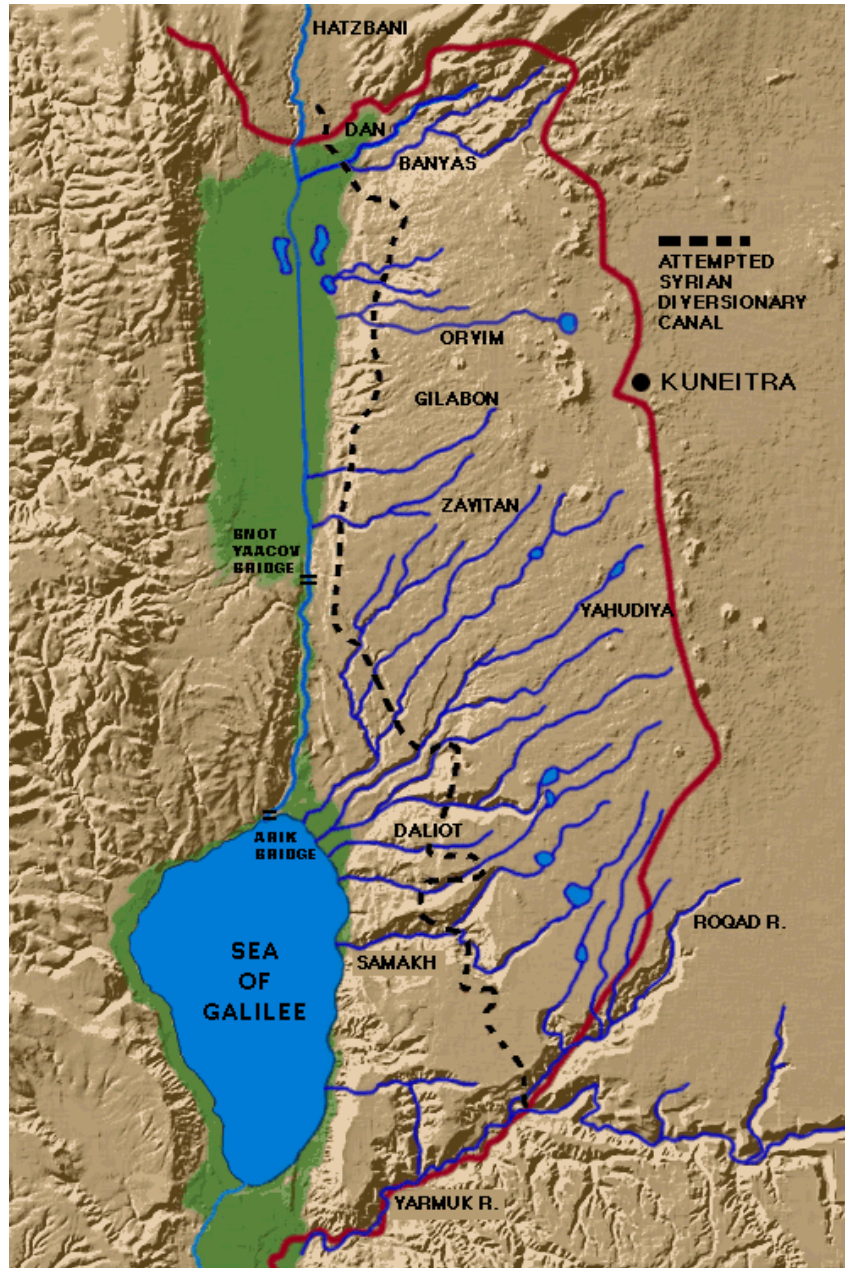 HATZBANI
DAN
BANYAS
ATTEMPTED
SYRIAN
DIVERSIONARY
CANAL
ORVIM
KUNEITRA
GILABON
ZAVITAN
BNOT
YAACOV
BRIDGE
YAHUDIYA
ARIK
BRIDGE
DALIOT
ROQAD R.
SEA
OF
GALILEE
SAMAKH
YARMUK R.